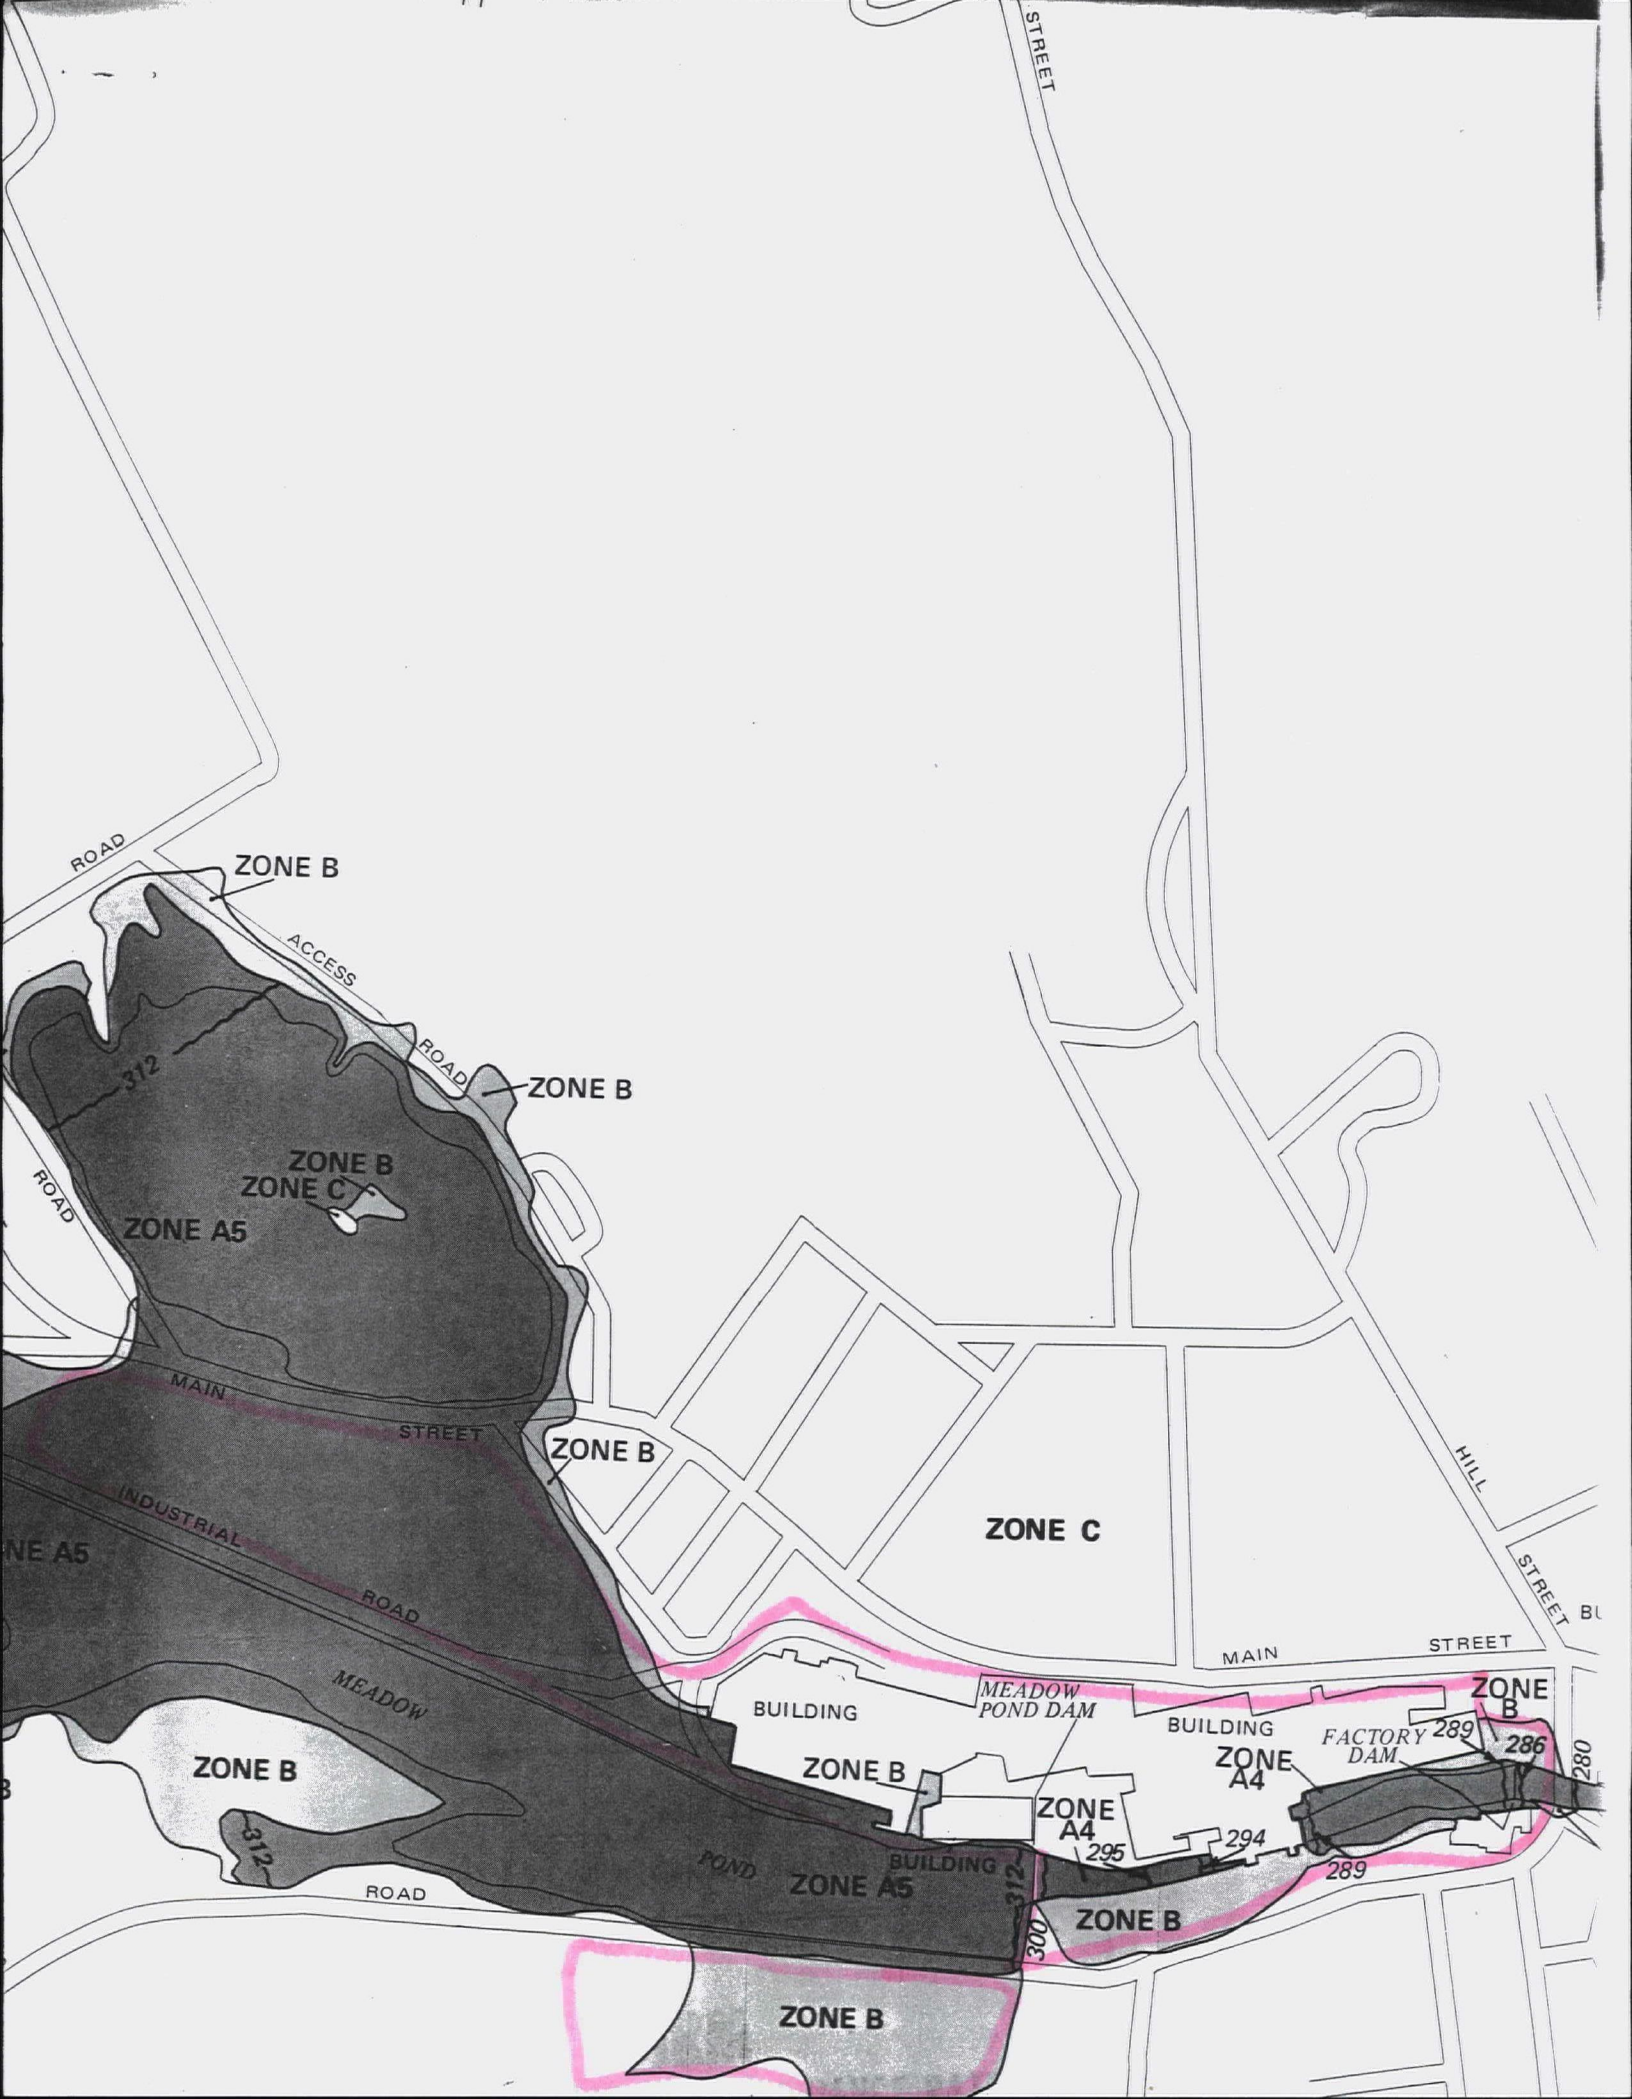 STREET
ROAD
ZONE B
ACCESS
ROAD
312
ZONE B
ZONE B
ZONE C
ROAD
ZONE A5
MAIN
STREET
ZONE B
HILL
INDUSTRIAL
ZONE C
NE A5
STREET
ROAD
MAIN
STREET
MEADOW
BUILDING
MEADOW
POND DAM
BUILDING
ZONE
B
FACTORY
DAM
289
286
280
ZONE B
ZONE B
ZONE
A4
ZONE
A4
295
294
312
POND
BUILDING
ZONE A5
312
289
ROAD
ZONE B
300
ZONE B